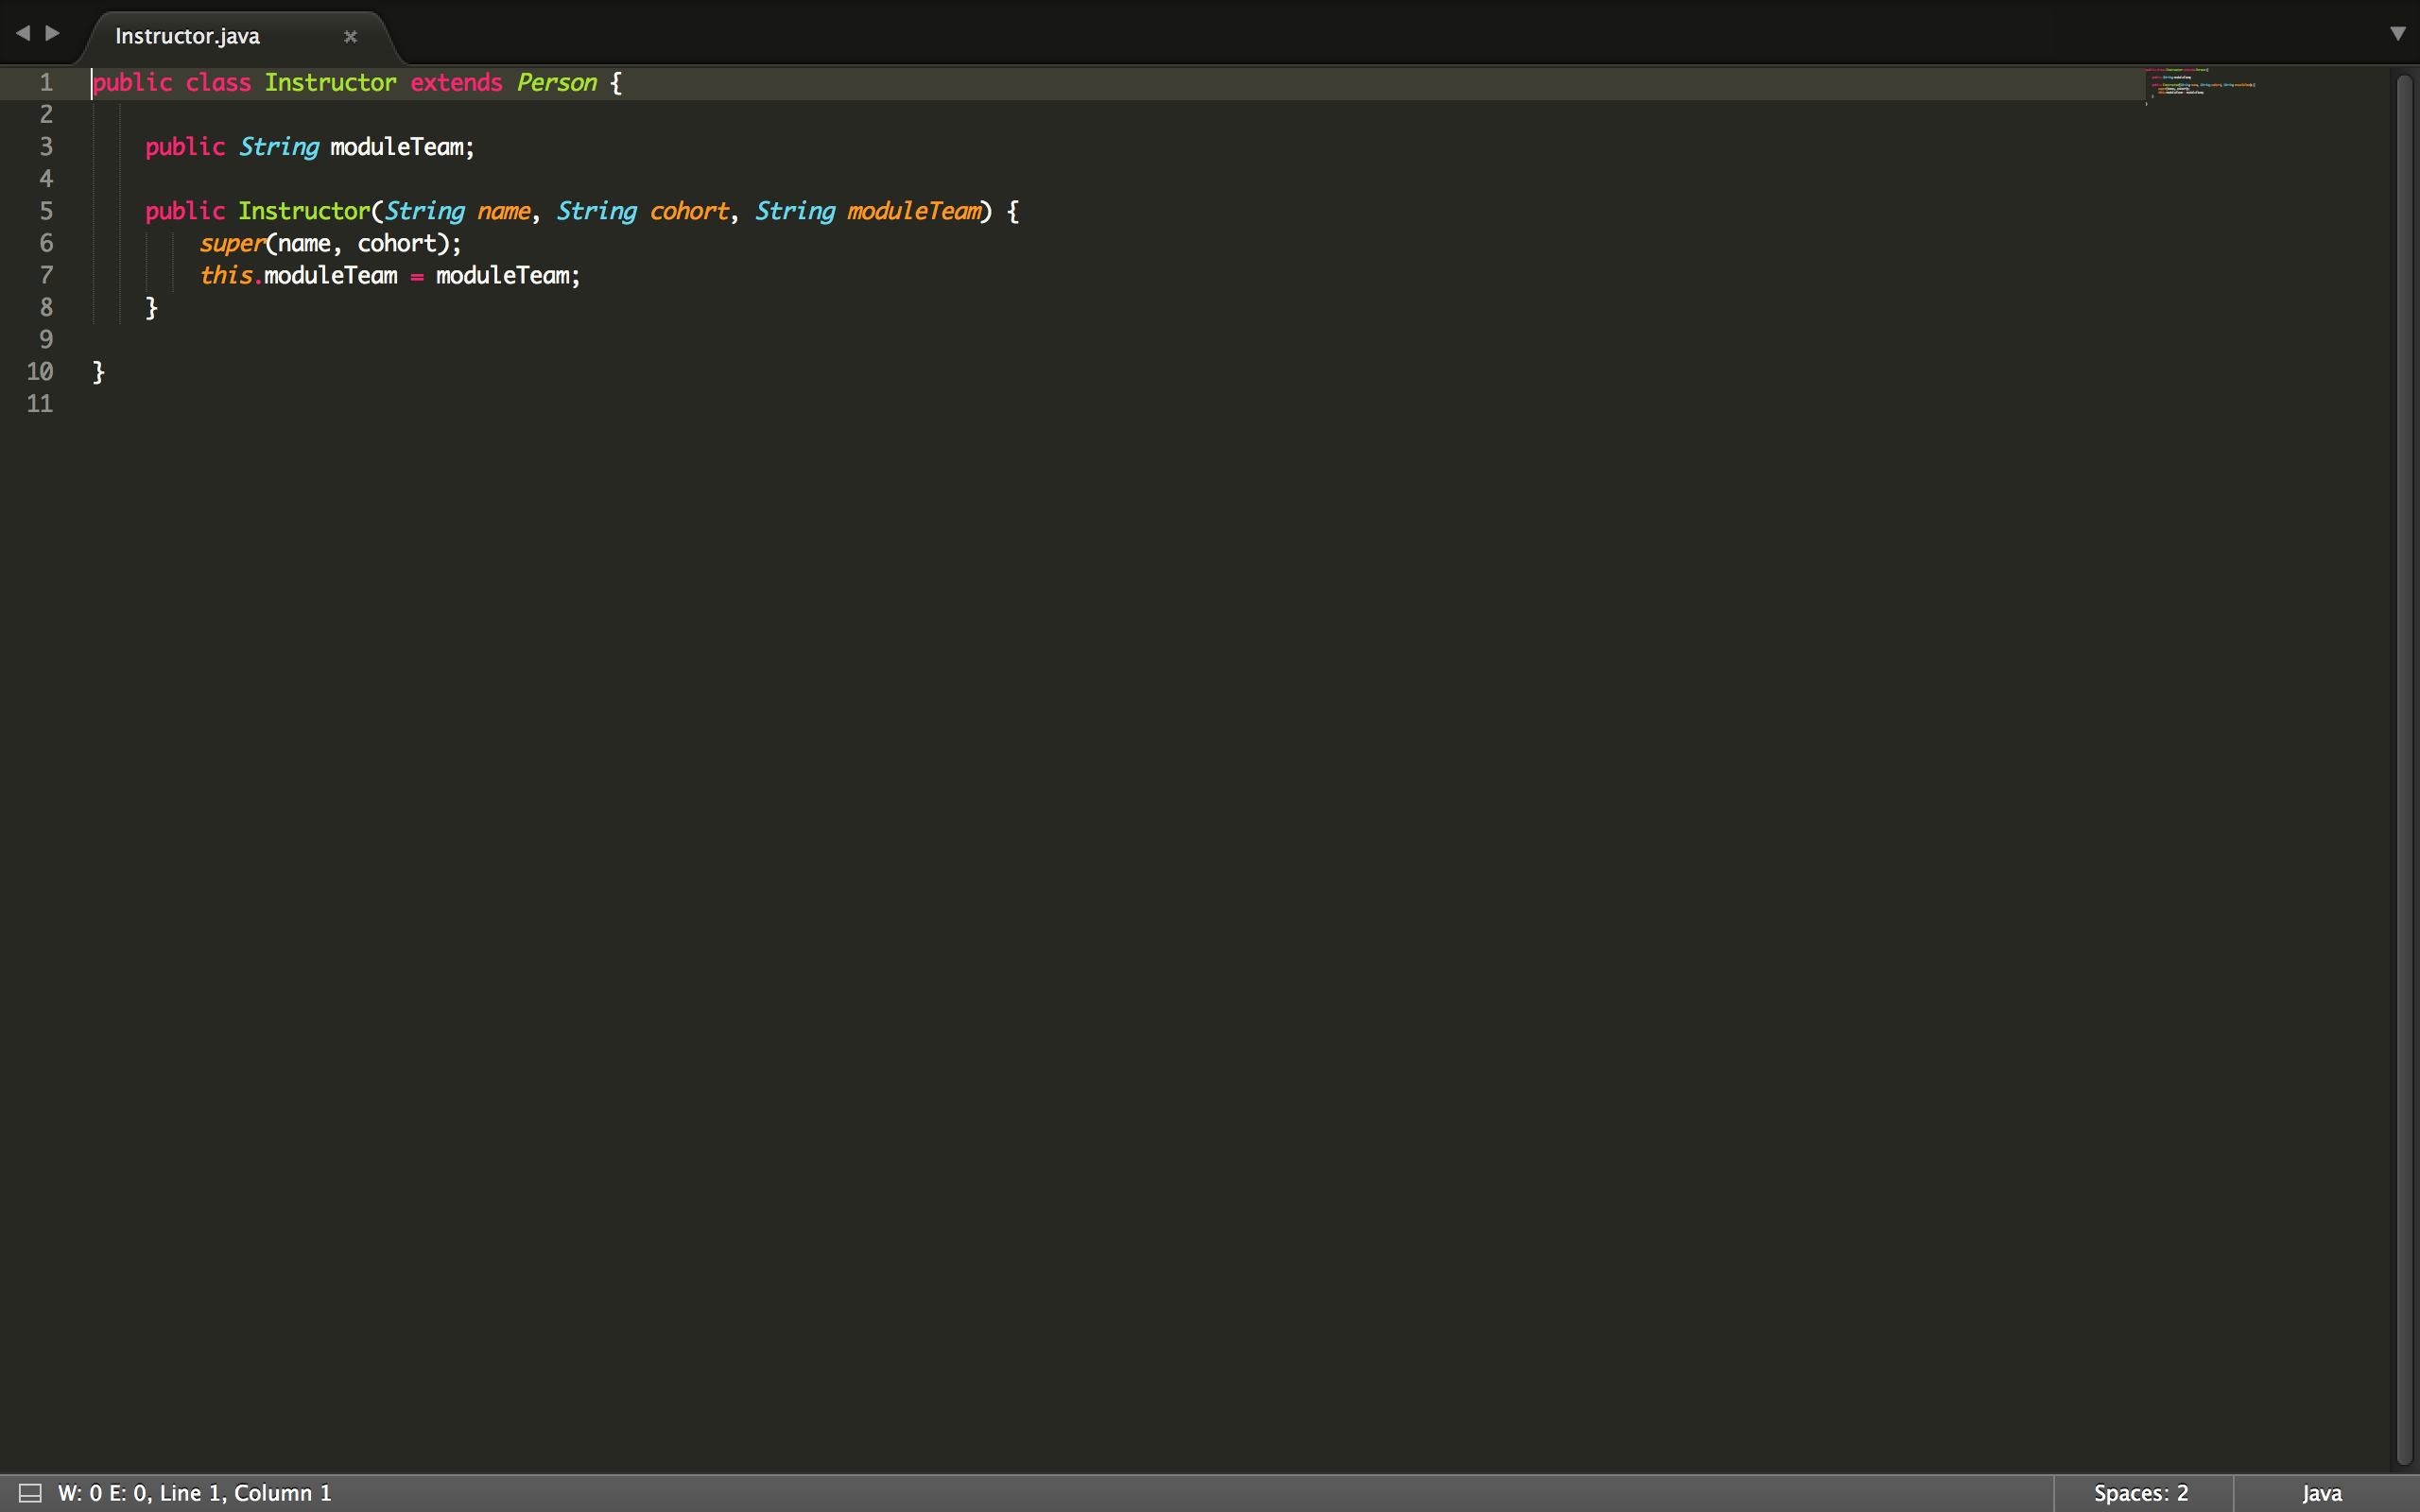 Instructor.java
1 public class Instructor extends Person {
2
3 public String moduleTeam;
4
5 public Instructor(String name, String cohort, String moduleTeam) {
6 super(name, cohort);
7 this.moduleTeam = moduleTeam;
8 }
9
10 }
11
W: 0 E: 0, Line 1, Column 1 Spaces: 2 Java